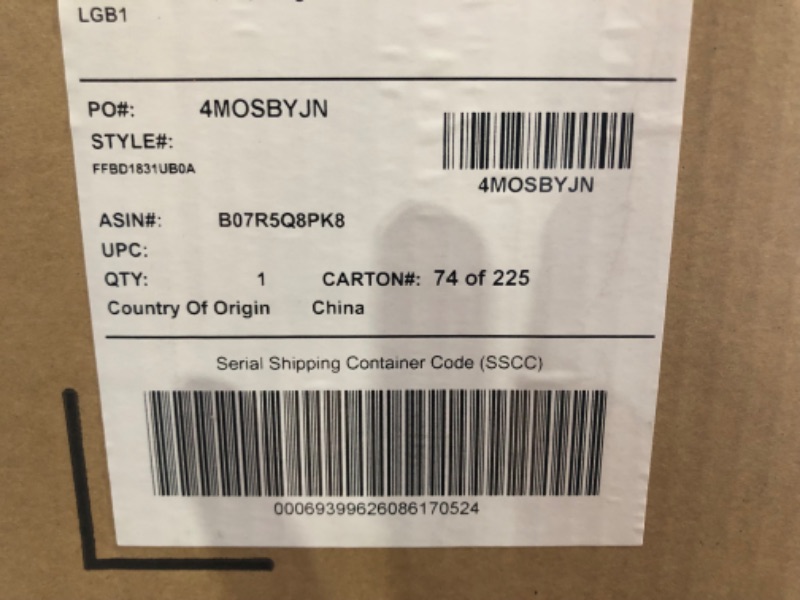 LGB1
PO#: 4MOSBYJN
STYLE#:
FFBD1831UB0A
4MOSBYJN
ASIN#: B07R5Q8PK8
UPC:
QTY: 1 CARTON#: 74 of 225
Country Of Origin China
Serial Shipping Container Code (SSCC)
00069399626086170524